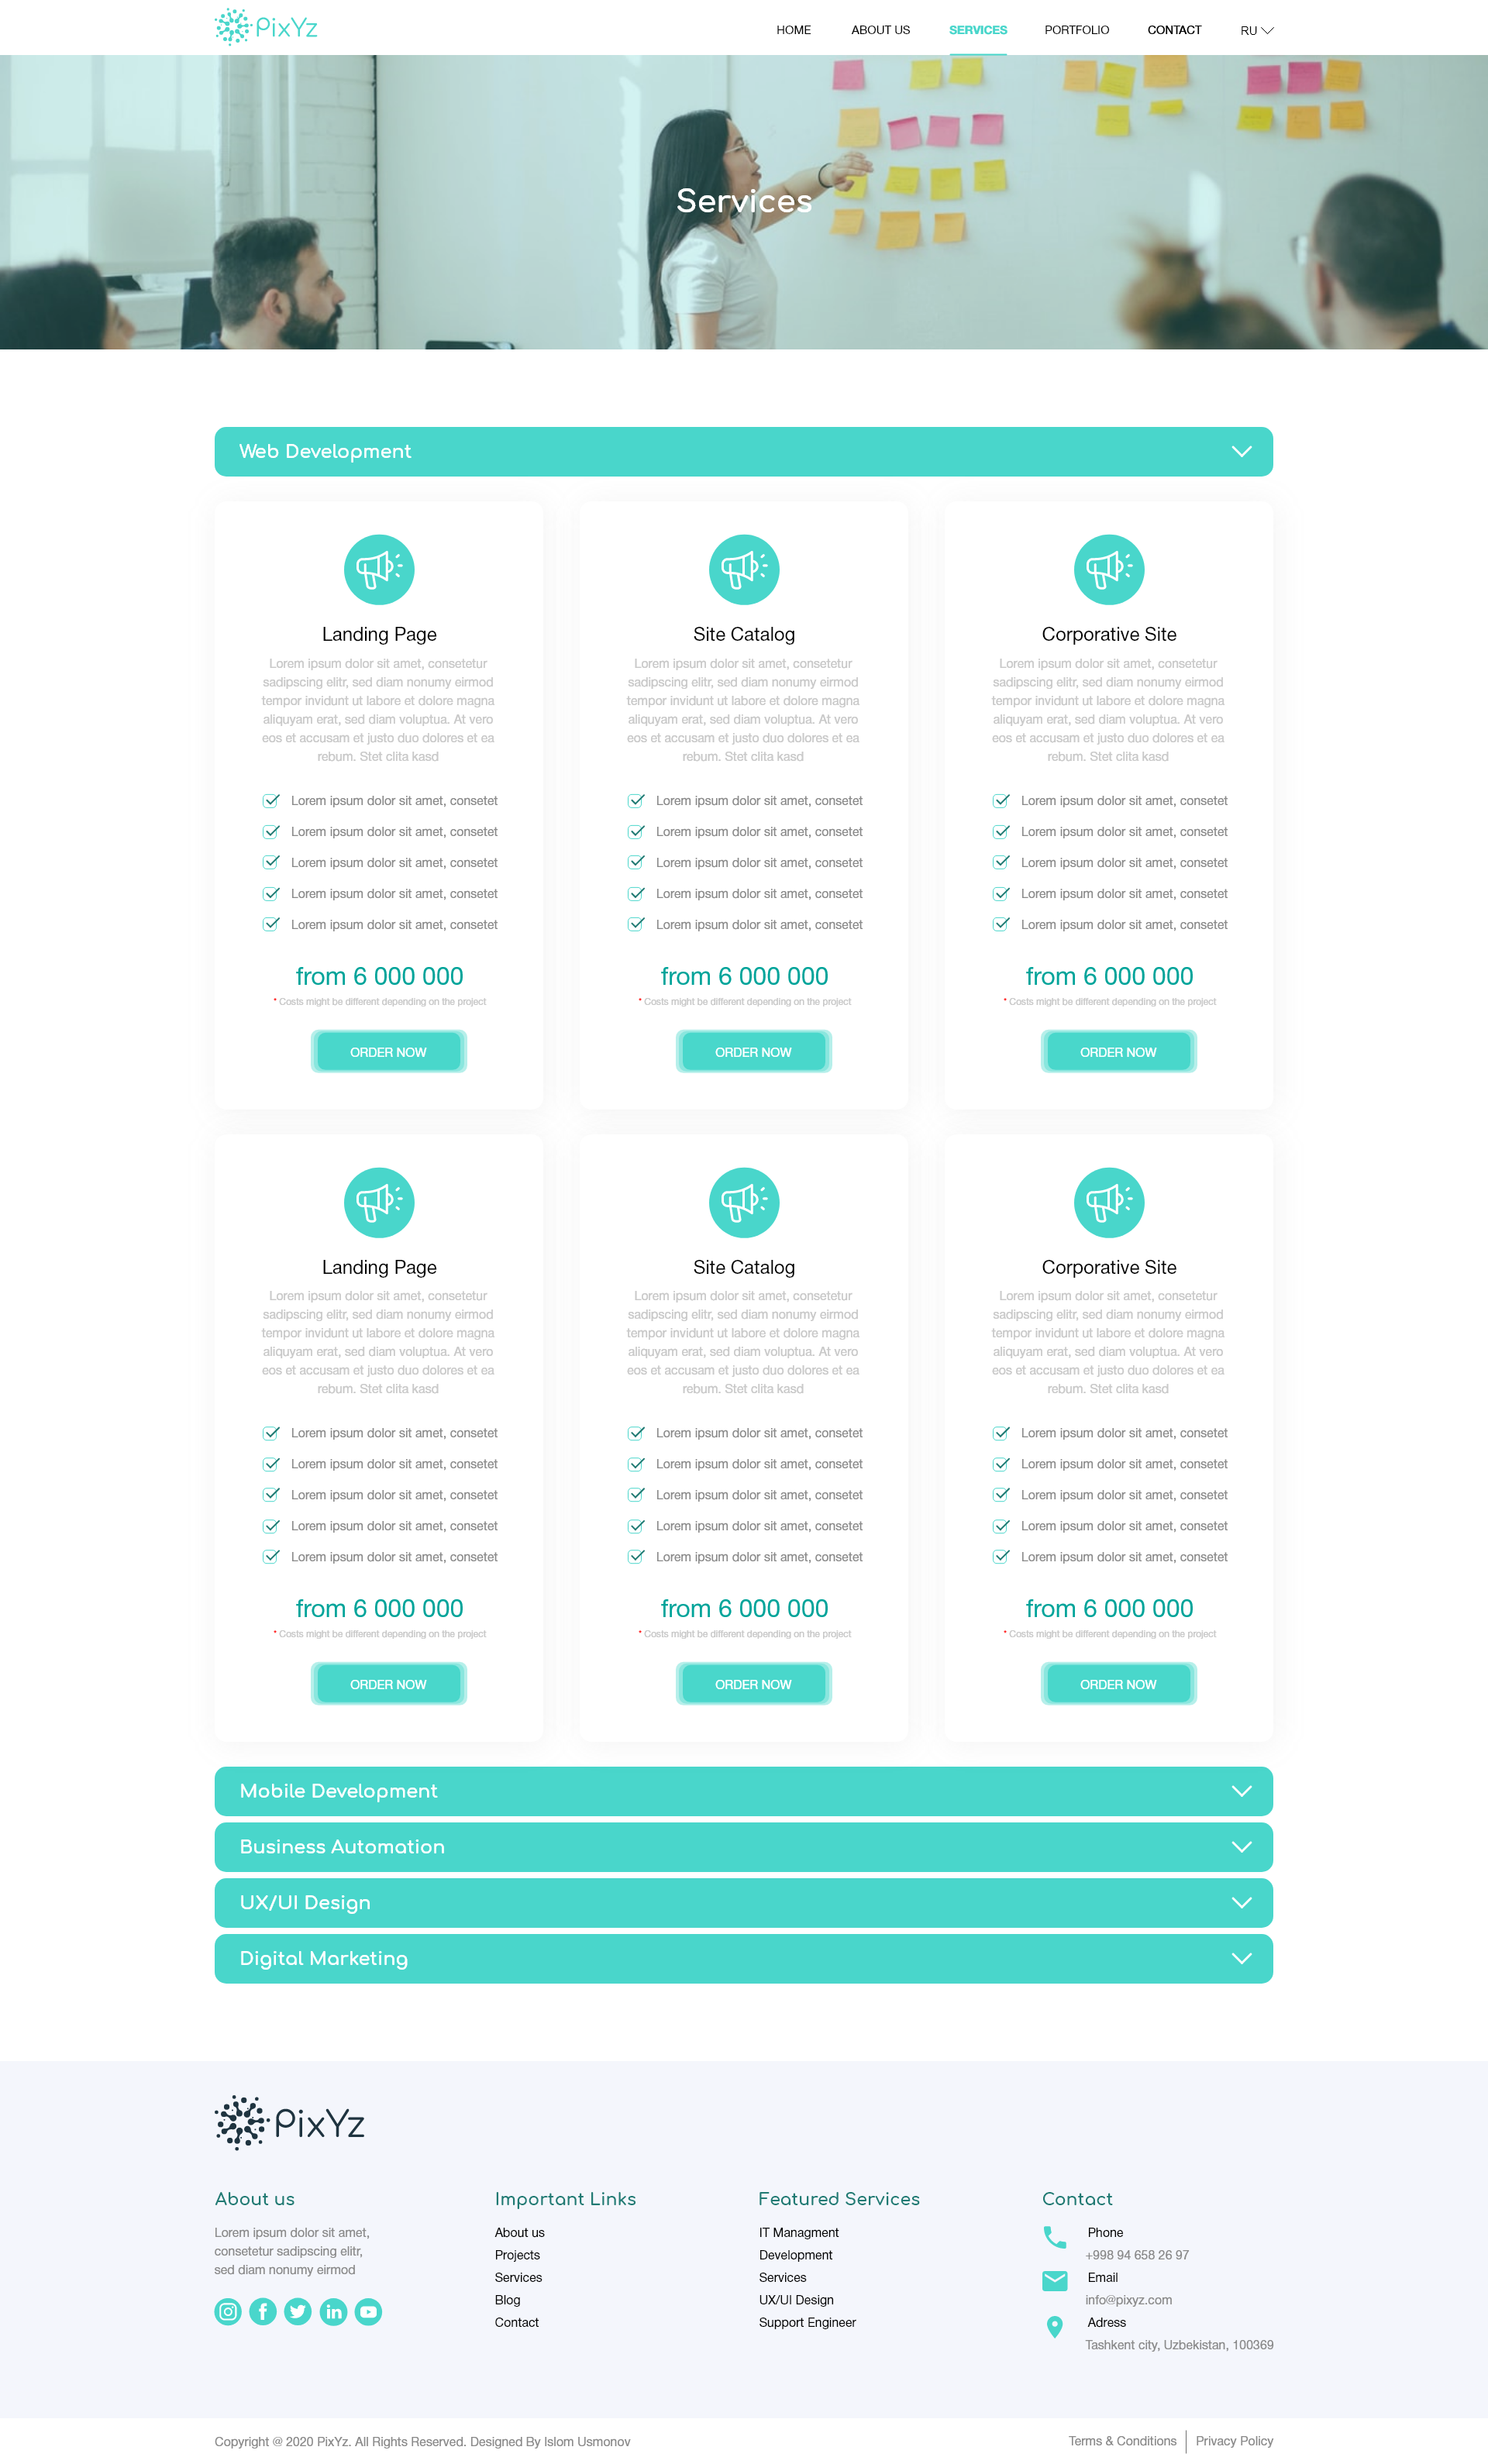 PixYz
HOME ABOUT US SERVICES PORTFOLIO CONTACT RU
Services
Web Development
Landing Page
Lorem ipsum dolor sit amet, consetetur
sadipscing elitr, sed diam nonumy eirmod
tempor invidunt ut labore et dolore magna
aliquyam erat, sed diam voluptua. At vero
eos et accusam et justo duo dolores et ea
rebum. Stet clita kasd
Lorem ipsum dolor sit amet, consetet
Lorem ipsum dolor sit amet, consetet
Lorem ipsum dolor sit amet, consetet
Lorem ipsum dolor sit amet, consetet
Lorem ipsum dolor sit amet, consetet
from 6 000 000
* Costs might be different depending on the project
ORDER NOW
Site Catalog
Lorem ipsum dolor sit amet, consetetur
sadipscing elitr, sed diam nonumy eirmod
tempor invidunt ut labore et dolore magna
aliquyam erat, sed diam voluptua. At vero
eos et accusam et justo duo dolores et ea
rebum. Stet clita kasd
Lorem ipsum dolor sit amet, consetet
Lorem ipsum dolor sit amet, consetet
Lorem ipsum dolor sit amet, consetet
Lorem ipsum dolor sit amet, consetet
Lorem ipsum dolor sit amet, consetet
from 6 000 000
* Costs might be different depending on the project
ORDER NOW
Corporative Site
Lorem ipsum dolor sit amet, consetetur
sadipscing elitr, sed diam nonumy eirmod
tempor invidunt ut labore et dolore magna
aliquyam erat, sed diam voluptua. At vero
eos et accusam et justo duo dolores et ea
rebum. Stet clita kasd
Lorem ipsum dolor sit amet, consetet
Lorem ipsum dolor sit amet, consetet
Lorem ipsum dolor sit amet, consetet
Lorem ipsum dolor sit amet, consetet
Lorem ipsum dolor sit amet, consetet
from 6 000 000
* Costs might be different depending on the project
ORDER NOW
Landing Page
Lorem ipsum dolor sit amet, consetetur
sadipscing elitr, sed diam nonumy eirmod
tempor invidunt ut labore et dolore magna
aliquyam erat, sed diam voluptua. At vero
eos et accusam et justo duo dolores et ea
rebum. Stet clita kasd
Lorem ipsum dolor sit amet, consetet
Lorem ipsum dolor sit amet, consetet
Lorem ipsum dolor sit amet, consetet
Lorem ipsum dolor sit amet, consetet
Lorem ipsum dolor sit amet, consetet
from 6 000 000
* Costs might be different depending on the project
ORDER NOW
Site Catalog
Lorem ipsum dolor sit amet, consetetur
sadipscing elitr, sed diam nonumy eirmod
tempor invidunt ut labore et dolore magna
aliquyam erat, sed diam voluptua. At vero
eos et accusam et justo duo dolores et ea
rebum. Stet clita kasd
Lorem ipsum dolor sit amet, consetet
Lorem ipsum dolor sit amet, consetet
Lorem ipsum dolor sit amet, consetet
Lorem ipsum dolor sit amet, consetet
Lorem ipsum dolor sit amet, consetet
from 6 000 000
* Costs might be different depending on the project
ORDER NOW
Corporative Site
Lorem ipsum dolor sit amet, consetetur
sadipscing elitr, sed diam nonumy eirmod
tempor invidunt ut labore et dolore magna
aliquyam erat, sed diam voluptua. At vero
eos et accusam et justo duo dolores et ea
rebum. Stet clita kasd
Lorem ipsum dolor sit amet, consetet
Lorem ipsum dolor sit amet, consetet
Lorem ipsum dolor sit amet, consetet
Lorem ipsum dolor sit amet, consetet
Lorem ipsum dolor sit amet, consetet
from 6 000 000
* Costs might be different depending on the project
ORDER NOW
Mobile Development
Business Automation
UX/UI Design
Digital Marketing
PixYz
About us
Lorem ipsum dolor sit amet,
consetetur sadipscing elitr,
sed diam nonumy eirmod
Important Links
About us
Projects
Services
Blog
Contact
Featured Services
IT Managment
Development
Services
UX/UI Design
Support Engineer
Contact
Phone
+998 94 658 26 97
Email
info@pixyz.com
Adress
Tashkent city, Uzbekistan, 100369
Copyright @ 2020 PixYz. All Rights Reserved. Designed By Islom Usmonov
Terms & Conditions Privacy Policy